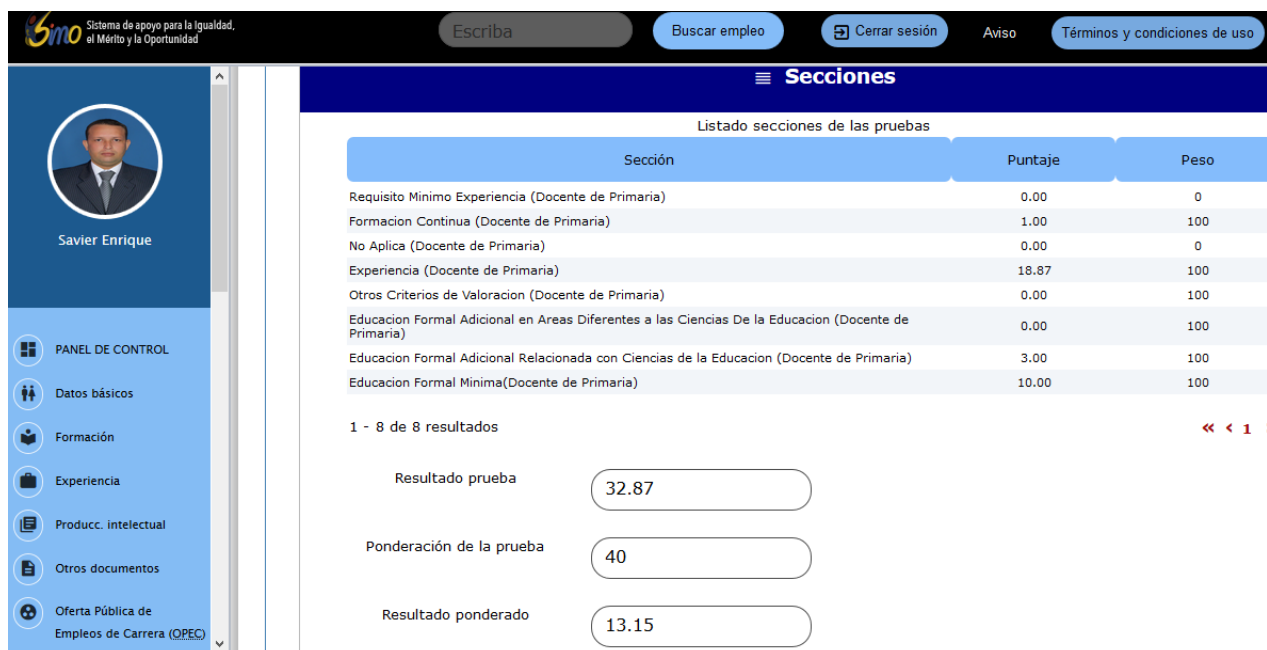 Simo Sistema de apoyo para la Igualdad,
el Mérito y la Oportunidad
Escriba
Buscar empleo
Cerrar sesión
Aviso
Términos y condiciones de uso
Savier Enrique
PANEL DE CONTROL
Datos básicos
Formación
Experiencia
Producc. intelectual
Otros documentos
Oferta Pública de
Empleos de Carrera (OPEC)
Secciones
Listado secciones de las pruebas
Sección Puntaje Peso
Requisito Minimo Experiencia (Docente de Primaria) 0.00 0
Formacion Continua (Docente de Primaria) 1.00 100
No Aplica (Docente de Primaria) 0.00 0
Experiencia (Docente de Primaria) 18.87 100
Otros Criterios de Valoracion (Docente de Primaria) 0.00 100
Educacion Formal Adicional en Areas Diferentes a las Ciencias De la Educacion (Docente de
Primaria) 0.00 100
Educacion Formal Adicional Relacionada con Ciencias de la Educacion (Docente de Primaria) 3.00 100
Educacion Formal Minima(Docente de Primaria) 10.00 100
1 - 8 de 8 resultados
« ‹ 1
Resultado prueba 32.87
Ponderación de la prueba 40
Resultado ponderado 13.15